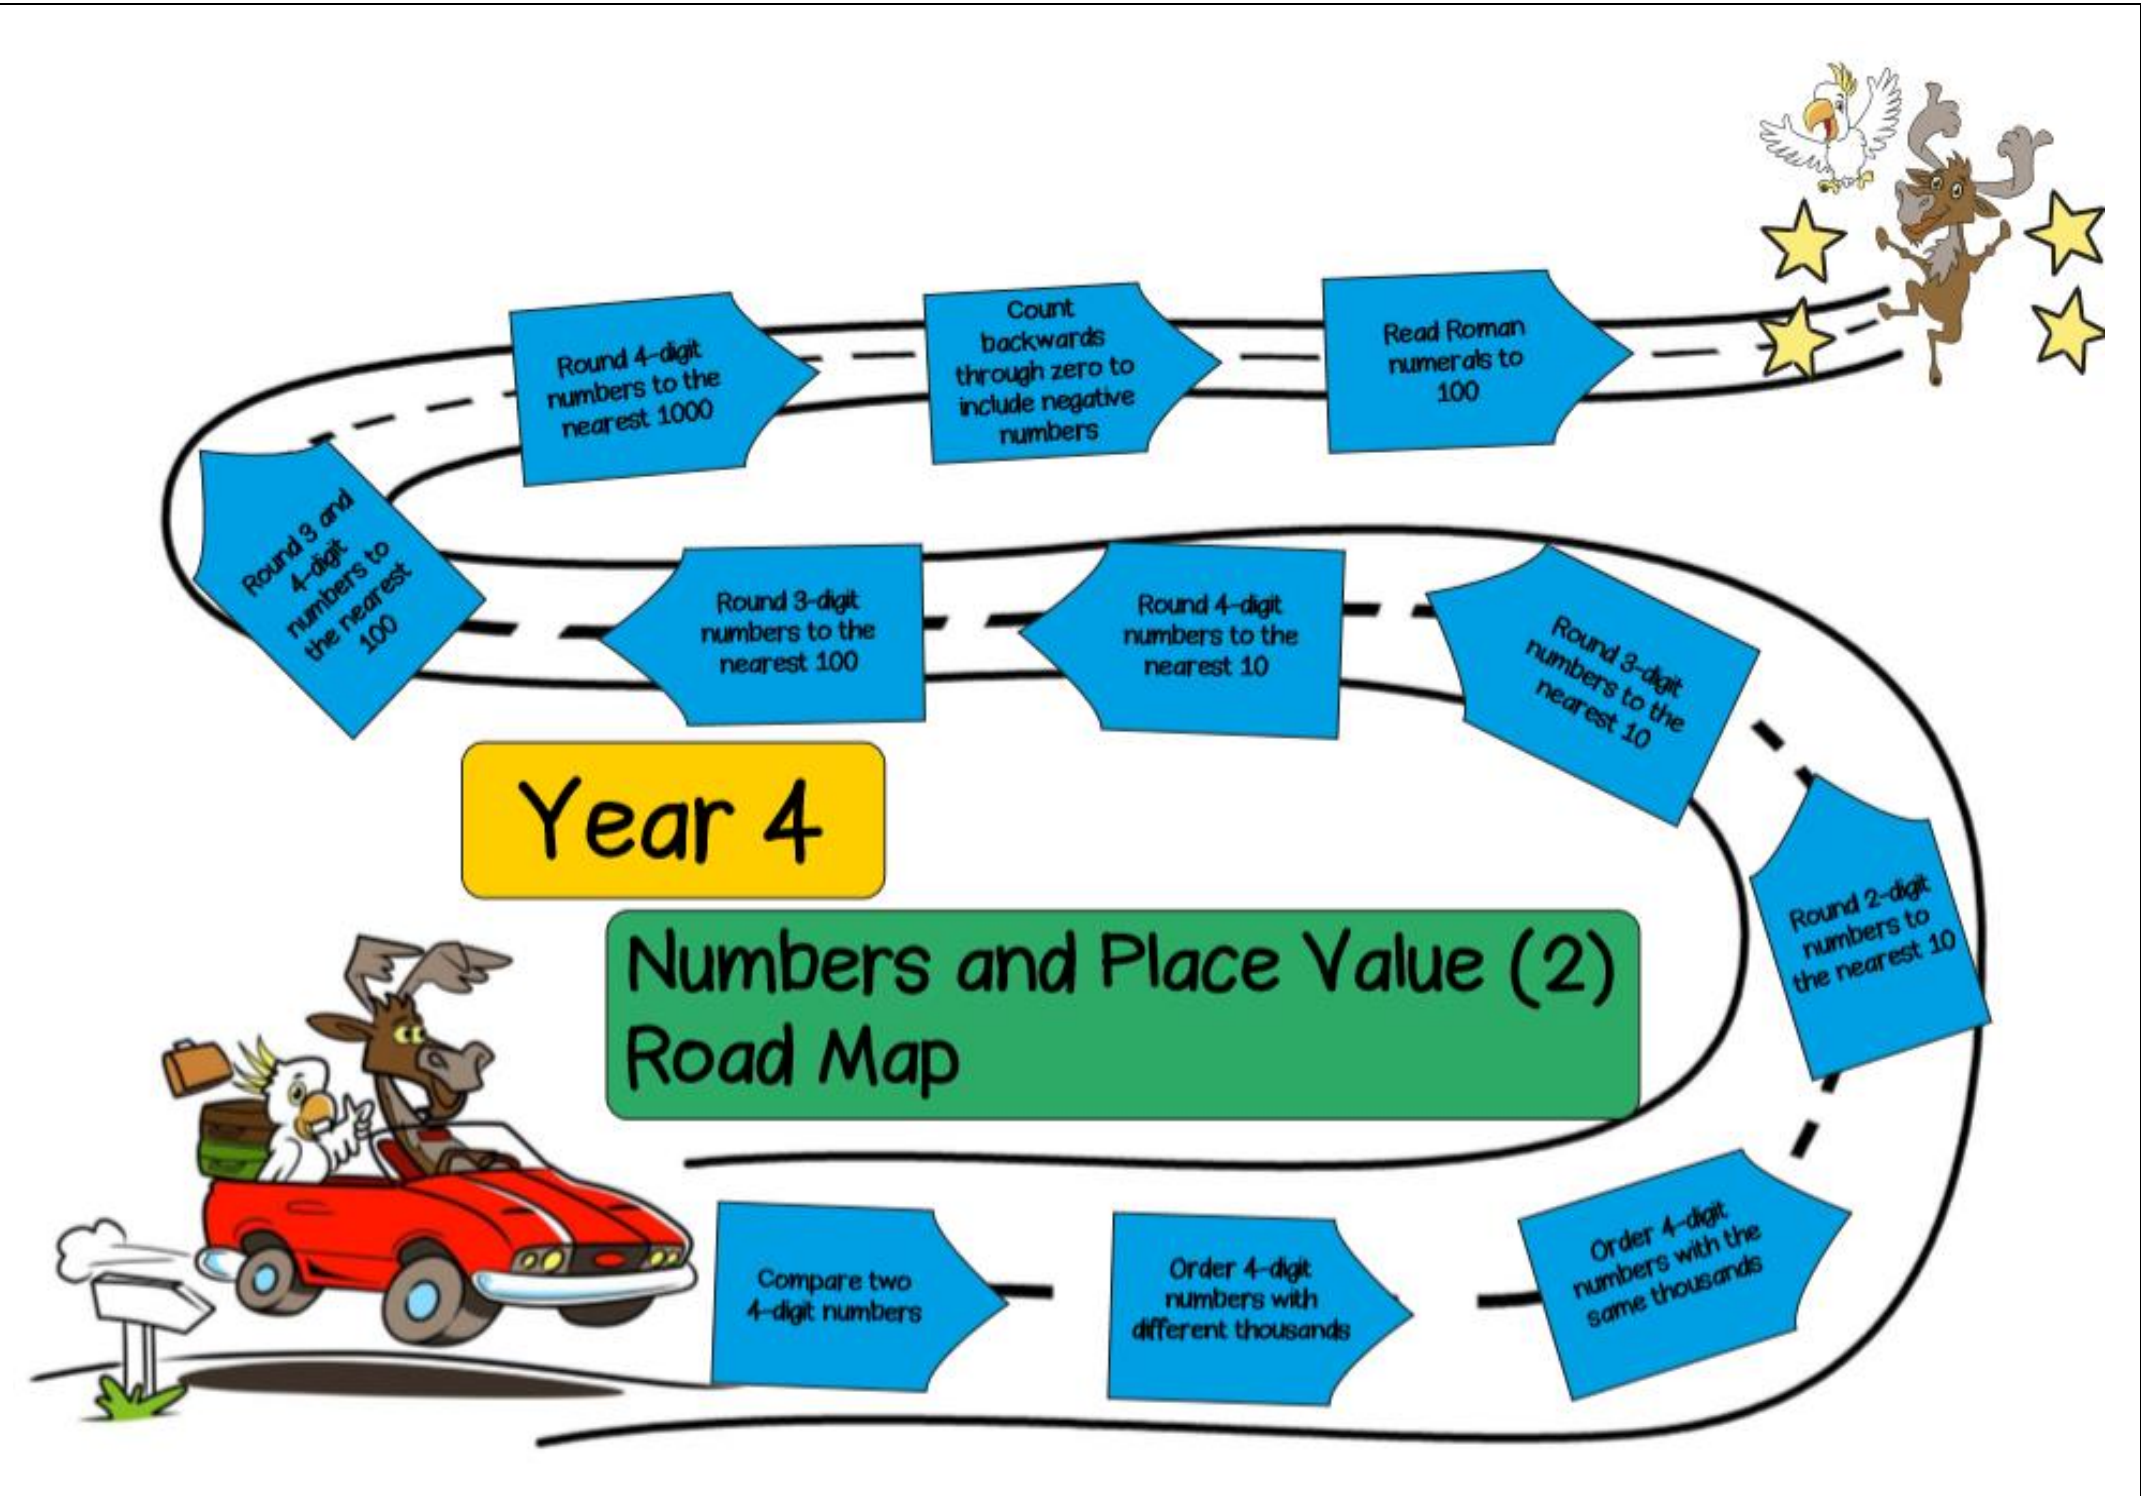 Year 4
Numbers and Place Value (2)
Road Map
Compare two
4-digit numbers
Order 4-digit
numbers with
different thousands
Order 4-digit
numbers with the
same thousands
Round 2-digit
numbers to
the nearest 10
Round 3-digit
numbers to the
nearest 10
Round 4-digit
numbers to the
nearest 10
Round 3-digit
numbers to the
nearest 100
Round 3 and
4-digit
numbers to
the nearest
100
Round 4-digit
numbers to the
nearest 1000
Count
backwards
through zero to
include negative
numbers
Read Roman
numerals to
100